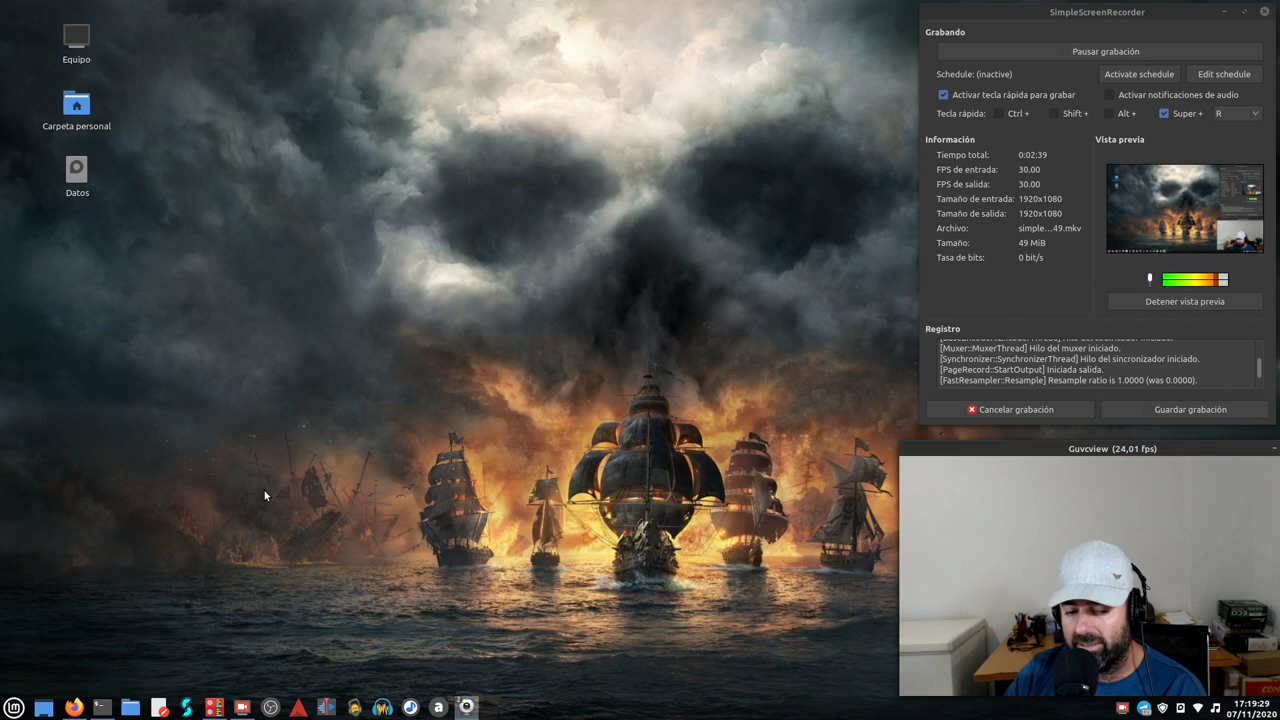 Equipo
Carpeta personal
Datos
SimpleScreenRecorder
Grabando
Pausar grabación
Schedule: (inactive) Activate schedule Edit schedule
Activar tecla rápida para grabar Activar notificaciones de audio
Tecla rápida: Ctrl + Shift + Alt + Super + R
Información
Tiempo total: 0:02:39
FPS de entrada: 30.00
FPS de salida: 30.00
Tamaño de entrada: 1920x1080
Tamaño de salida: 1920x1080
Archivo: simple...49.mkv
Tamaño: 49 MiB
Tasa de bits: 0 bit/s
Vista previa
Detener vista previa
Registro
[Muxer::MuxerThread] Hilo del muxer iniciado.
[Synchronizer::SynchronizerThread] Hilo del sincronizador iniciado.
[PageRecord::StartOutput] Iniciada salida.
[FastResampler::Resample] Resample ratio is 1.0000 (was 0.0000).
Cancelar grabación Guardar grabación
Guvcview (24,01 fps)
17:19:29
07/11/2020